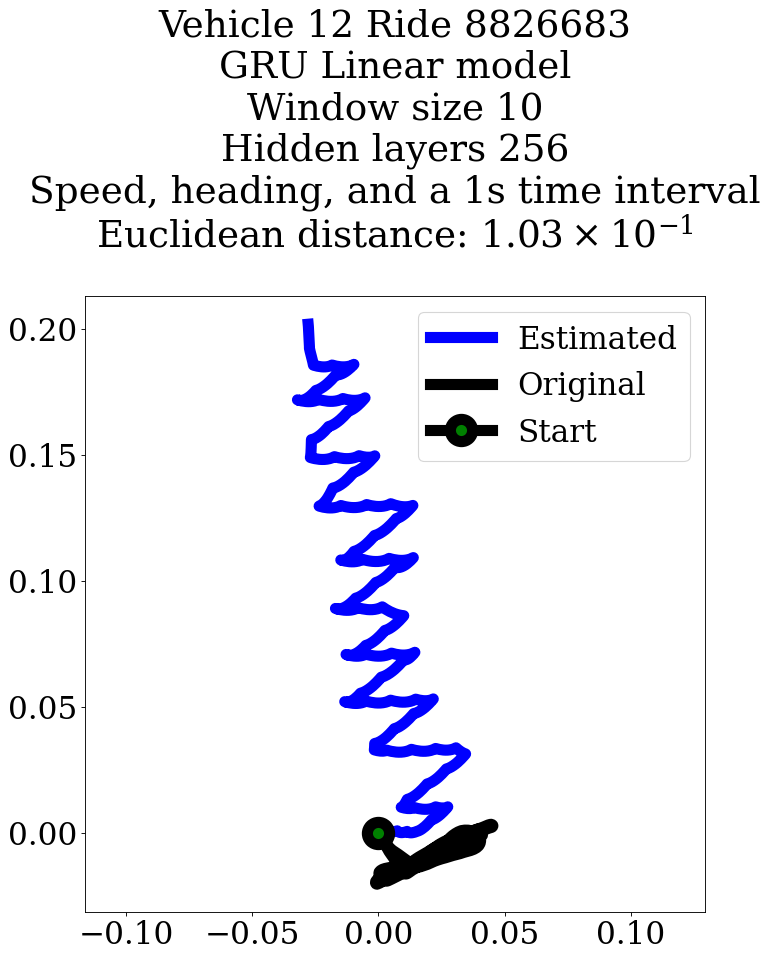 Vehicle 12 Ride 8826683
GRU Linear model
Window size 10
Hidden layers 256
Speed, heading, and a 1s time interval
Euclidean distance: 1.03 × 10⁻¹
Estimated
Original
Start
0.20
0.15
0.10
0.05
0.00
−0.10 −0.05 0.00 0.05 0.10